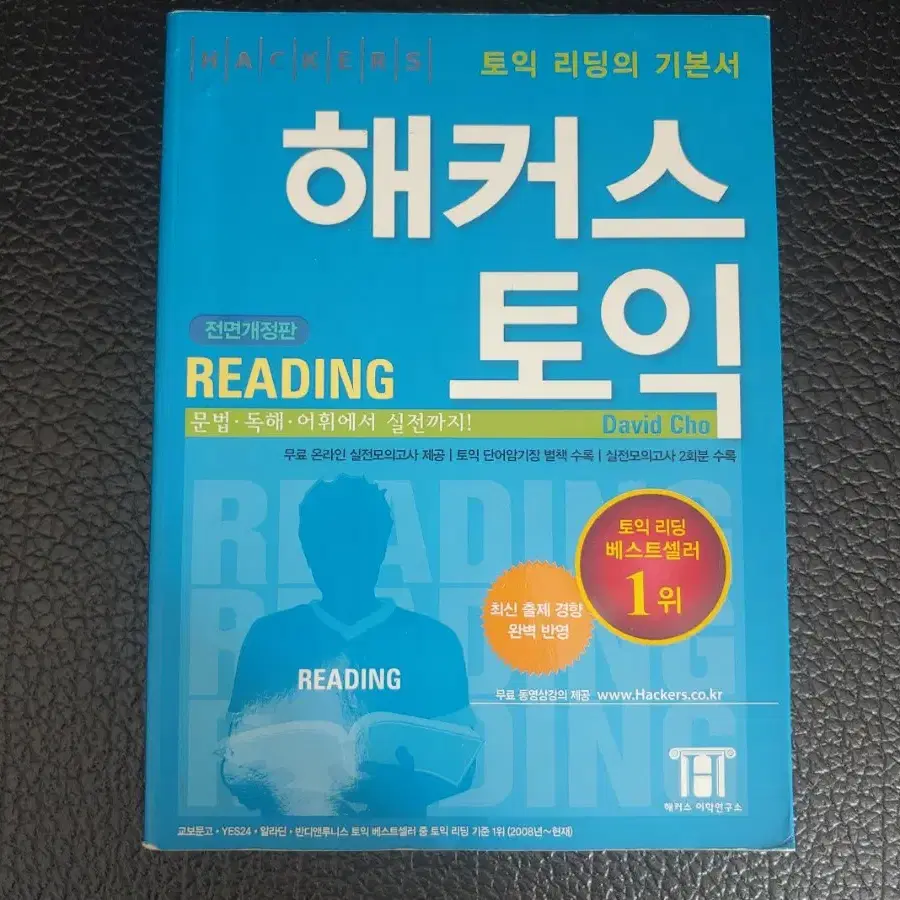 HACKERS
토익 리딩의 기본서
해커스
토익
전면개정판
READING
문법·독해·어휘에서 실전까지!
David Cho
무료 온라인 실전모의고사 제공 | 토익 단어암기장 별책 수록 | 실전모의고사 2회분 수록
READING
READING
READING
토익 리딩
베스트셀러
1위
최신 출제 경향
완벽 반영
READING
무료 동영상강의 제공 www.Hackers.co.kr
해커스 어학연구소
교보문고·YES24·알라딘·반디앤루니스 토익 베스트셀러 중 토익 리딩 기준 1위 (2008년~현재)